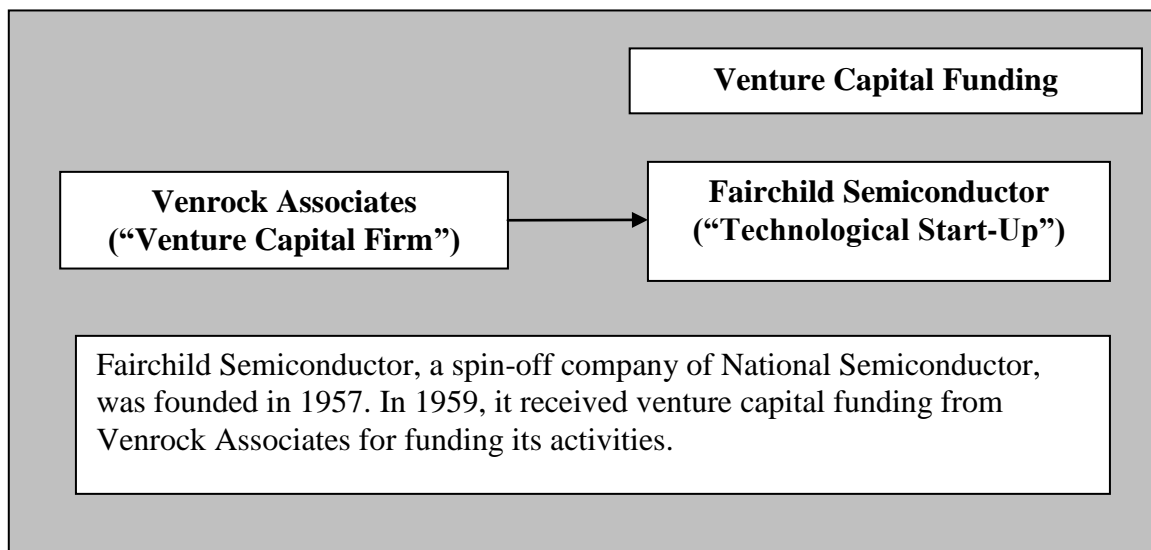 Venture Capital Funding
Venrock Associates
(“Venture Capital Firm”)
Fairchild Semiconductor
(“Technological Start-Up”)
Fairchild Semiconductor, a spin-off company of National Semiconductor,
was founded in 1957. In 1959, it received venture capital funding from
Venrock Associates for funding its activities.